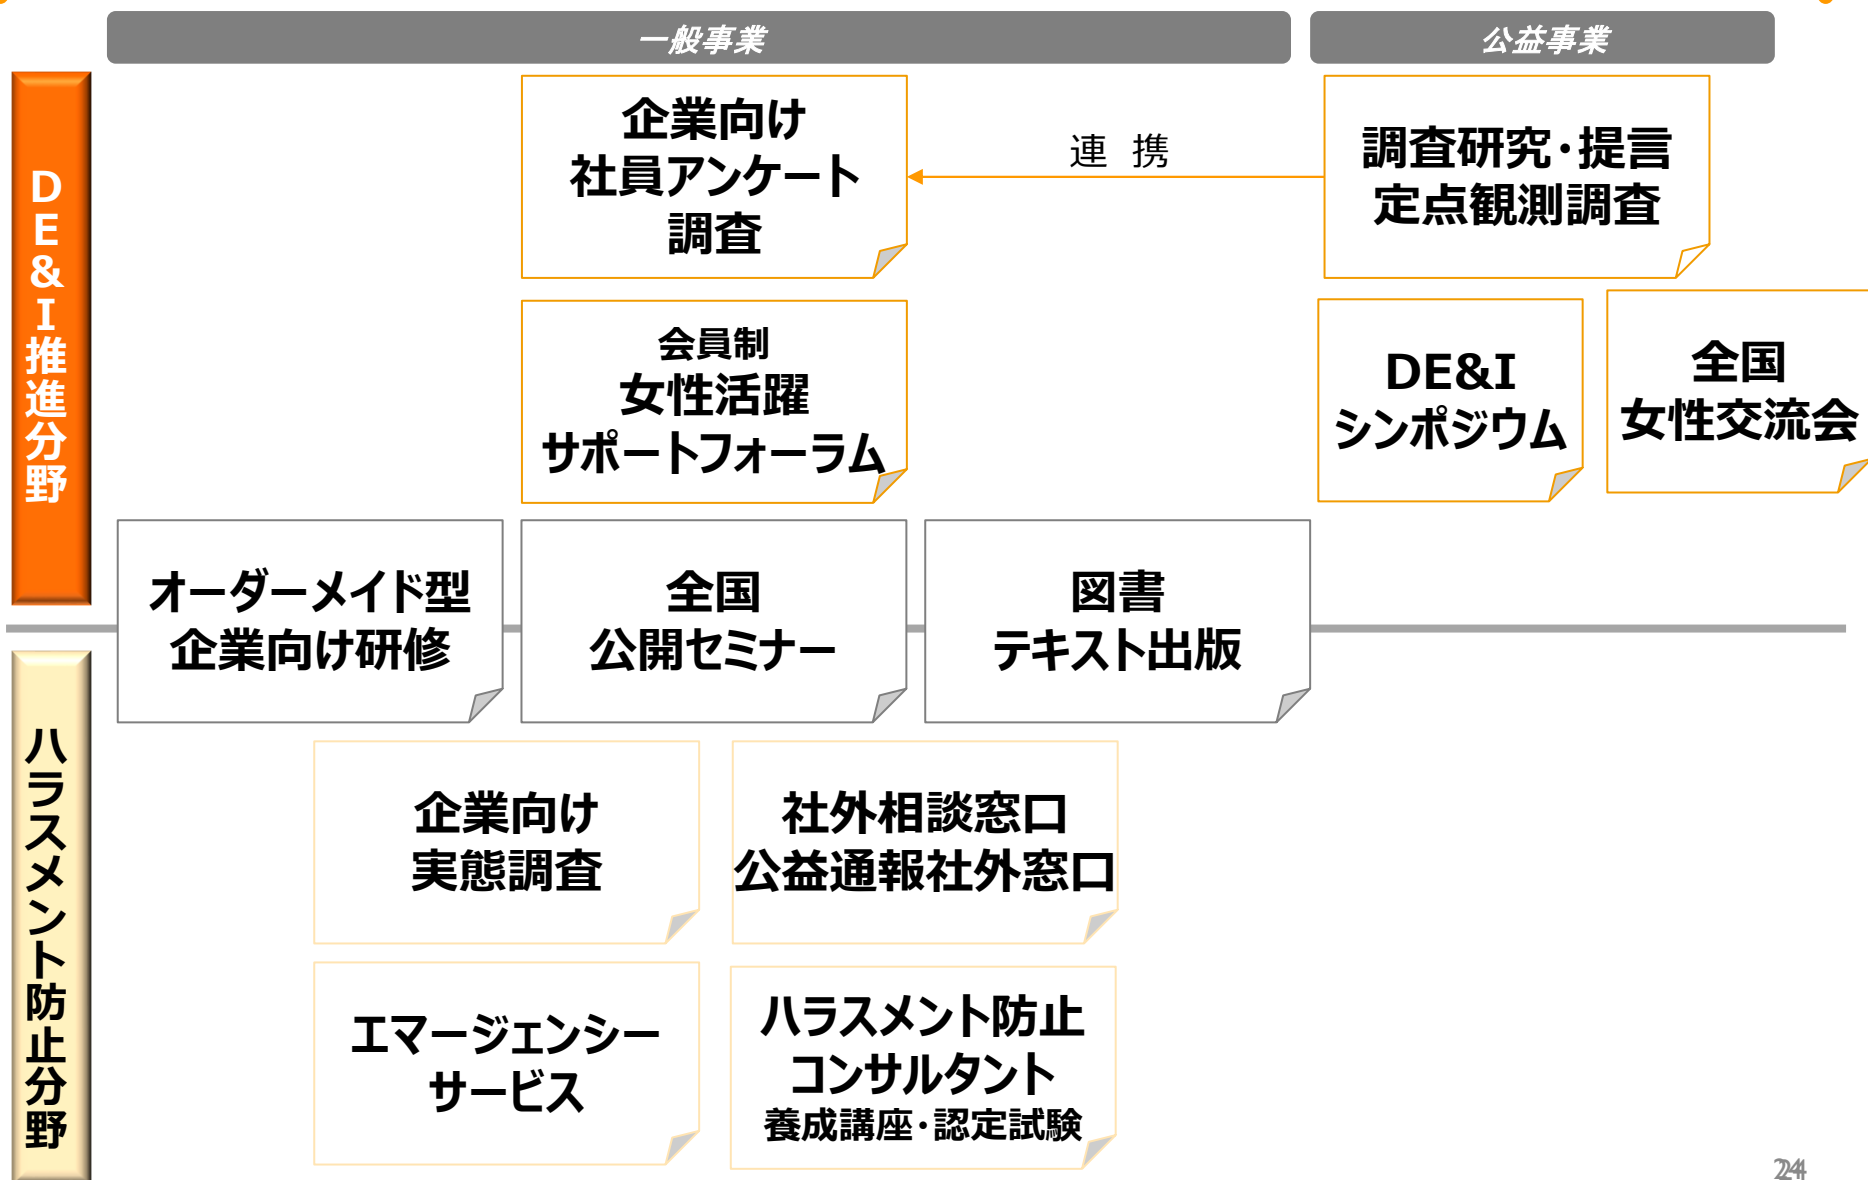 一般事業
公益事業
DE&I推進分野
企業向け
社員アンケート
調査
連 携
調査研究・提言
定点観測調査
会員制
女性活躍
サポートフォーラム
DE&I
シンポジウム
全国
女性交流会
オーダーメイド型
企業向け研修
全国
公開セミナー
図書
テキスト出版
ハラスメント防止分野
企業向け
実態調査
社外相談窓口
公益通報社外窓口
エマージェンシー
サービス
ハラスメント防止
コンサルタント
養成講座・認定試験